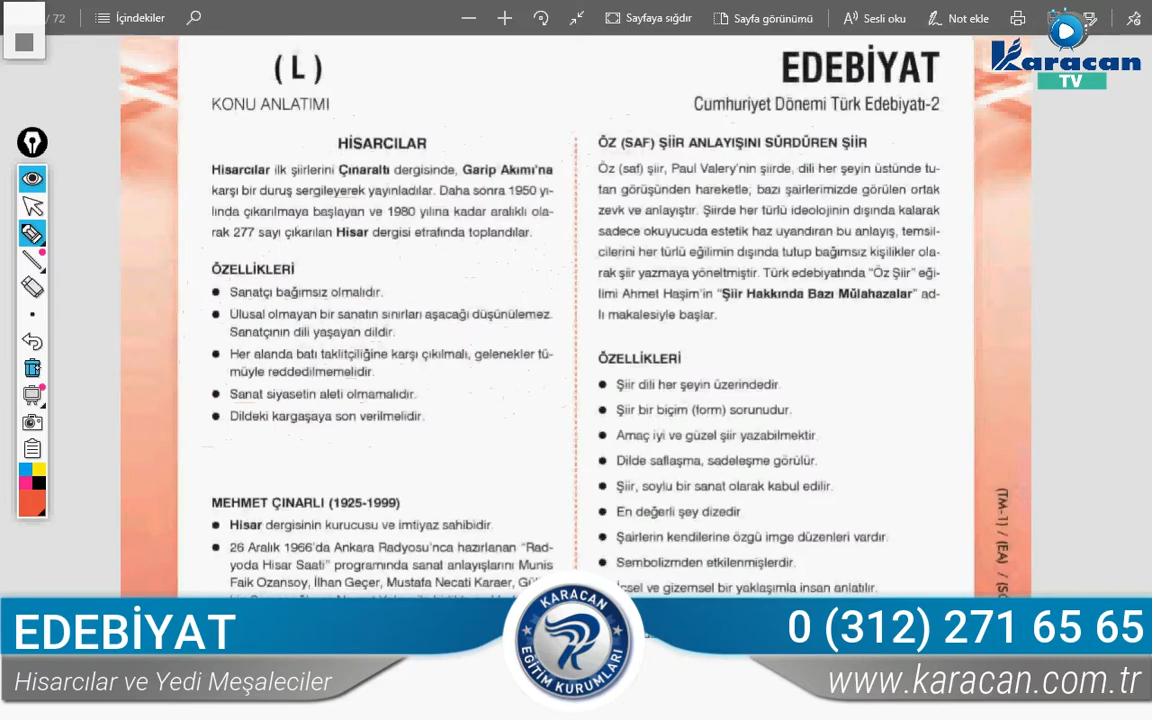 / 72
İçindekiler
Sayfaya sığdır
Sayfa görünümü
Sesli oku
Not ekle
Karacan
TV
( L )
KONU ANLATIMI
EDEBİYAT
Cumhuriyet Dönemi Türk Edebiyatı-2
HİSARCILAR
Hisarcılar ilk şiirlerini Çınaraltı dergisinde, Garip Akımı'na
karşı bir duruş sergileyerek yayınladılar. Daha sonra 1950 yı-
lında çıkarılmaya başlayan ve 1980 yılına kadar aralıklı ola-
rak 277 sayı çıkarılan Hisar dergisi etrafında toplandılar.
ÖZELLİKLERİ
● Sanatçı bağımsız olmalıdır.
● Ulusal olmayan bir sanatın sınırları aşacağı düşünülemez.
Sanatçının dili yaşayan dildir.
● Her alanda batı taklitçiliğine karşı çıkılmalı, gelenekler tü-
müyle reddedilmemelidir.
● Sanat siyasetin aleti olmamalıdır.
● Dildeki kargaşaya son verilmelidir.
MEHMET ÇINARLI (1925-1999)
● Hisar dergisinin kurucusu ve imtiyaz sahibidir.
● 26 Aralık 1966'da Ankara Radyosu'nca hazırlanan "Rad-
yoda Hisar Saati" programında sanat anlayışlarını Munis
Faik Ozansoy, İlhan Geçer, Mustafa Necati Karaer,
ÖZ (SAF) ŞİİR ANLAYIŞINI SÜRDÜREN ŞİİR
Öz (saf) şiir, Paul Valery'nin şiirde, dili her şeyin üstünde tu-
tan görüşünden hareketle; bazı şairlerimizde görülen ortak
zevk ve anlayıştır. Şiirde her türlü ideolojinin dışında kalarak
sadece okuyucuda estetik haz uyandıran bu anlayış, temsil-
cilerini her türlü eğilimin dışında tutup bağımsız kişilikler ola-
rak şiir yazmaya yöneltmiştir. Türk edebiyatında "Öz Şiir" eği-
limi Ahmet Haşim'in "Şiir Hakkında Bazı Mülahazalar" ad-
lı makalesiyle başlar.
ÖZELLİKLERİ
● Şiir dili her şeyin üzerindedir.
● Şiir bir biçim (form) sorunudur.
● Amaç iyi ve güzel şiir yazabilmektir.
● Dilde saflaşma, sadeleşme görülür.
● Şiir, soylu bir sanat olarak kabul edilir.
● En değerli şey dizedir
● Şairlerin kendilerine özgü imge düzenleri vardır.
● Sembolizmden etkilenmişlerdir.
ve gizemsel bir yaklaşımla insan anlatılır.
(TM-1) / (EA) /
EDEBİYAT
Hisarcılar ve Yedi Meşaleciler
KARACAN
EĞİTİM KURUMLARI
0 (312) 271 65 65
www.karacan.com.tr